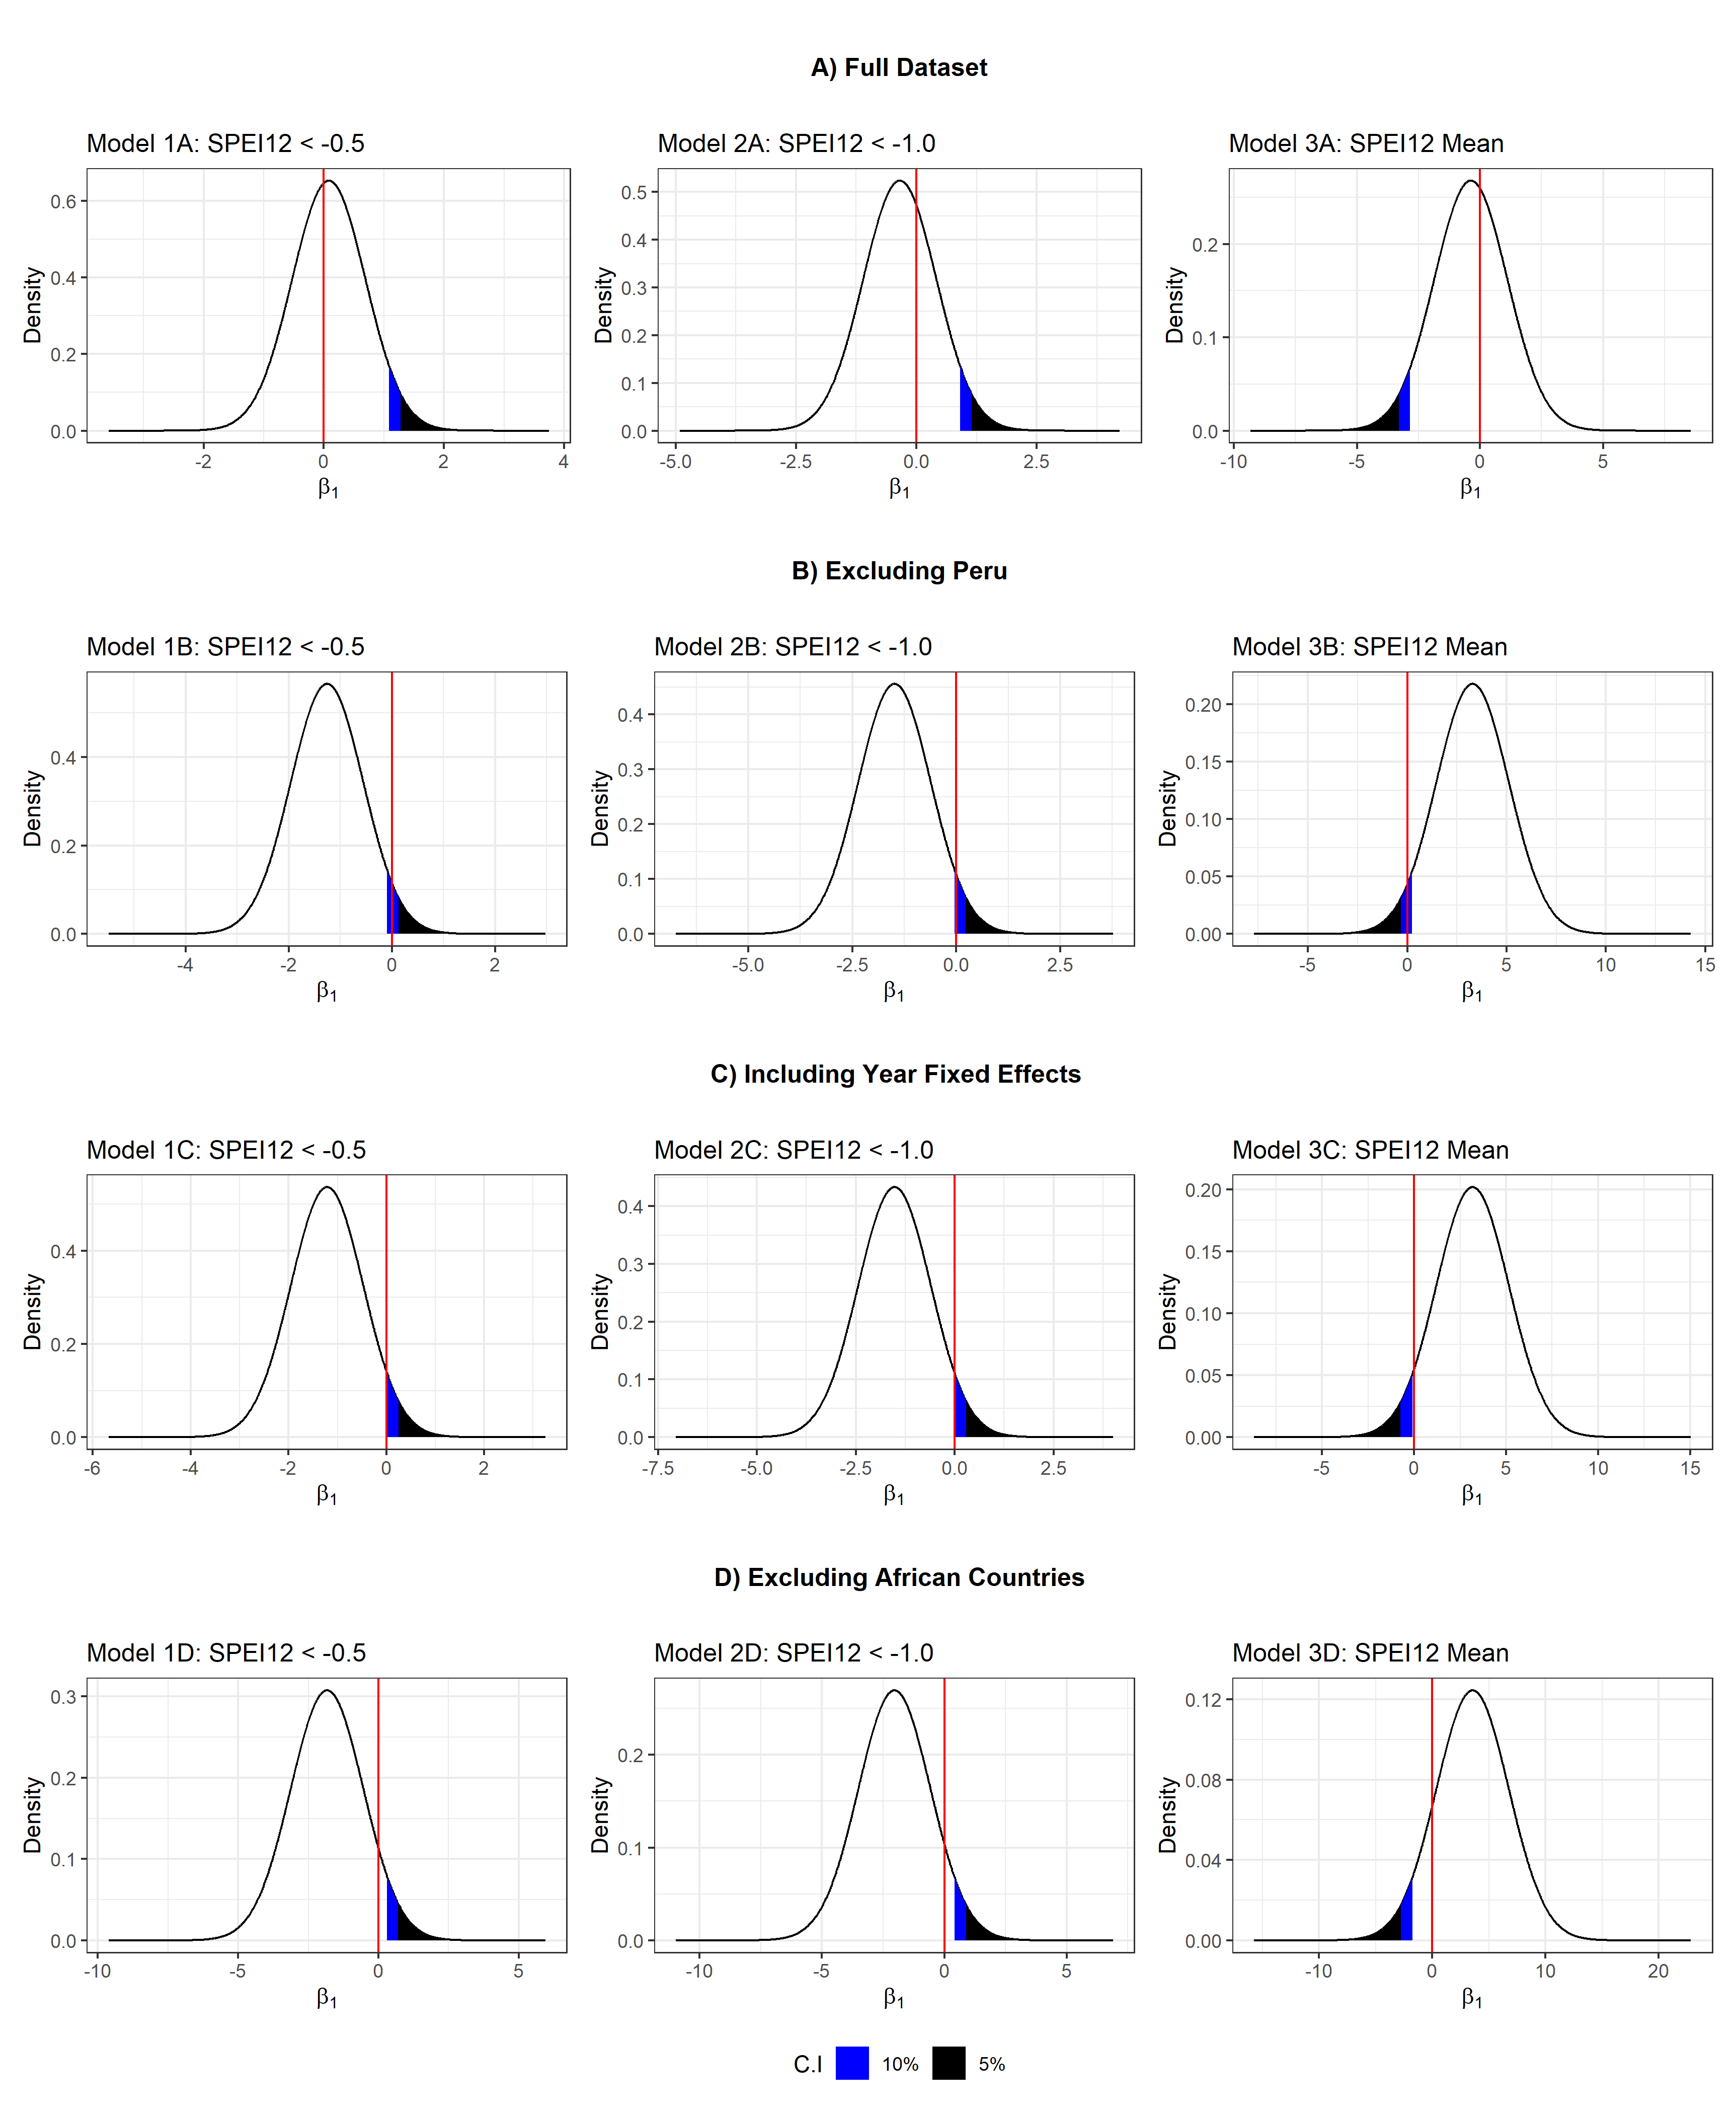 A) Full Dataset
Model 1A: SPEI12 < -0.5
Model 2A: SPEI12 < -1.0
Model 3A: SPEI12 Mean
Density
0.6
0.4
0.2
0.0
-2
0
2
4
β1
Density
0.5
0.4
0.3
0.2
0.1
0.0
-5.0
-2.5
0.0
2.5
β1
Density
0.2
0.1
0.0
-10
-5
0
5
β1
B) Excluding Peru
Model 1B: SPEI12 < -0.5
Model 2B: SPEI12 < -1.0
Model 3B: SPEI12 Mean
Density
0.4
0.2
0.0
-4
-2
0
2
β1
Density
0.4
0.3
0.2
0.1
0.0
-5.0
-2.5
0.0
2.5
β1
Density
0.20
0.15
0.10
0.05
0.00
-5
0
5
10
15
β1
C) Including Year Fixed Effects
Model 1C: SPEI12 < -0.5
Model 2C: SPEI12 < -1.0
Model 3C: SPEI12 Mean
Density
0.4
0.2
0.0
-6
-4
-2
0
2
β1
Density
0.4
0.3
0.2
0.1
0.0
-7.5
-5.0
-2.5
0.0
2.5
β1
Density
0.20
0.15
0.10
0.05
0.00
-5
0
5
10
15
β1
D) Excluding African Countries
Model 1D: SPEI12 < -0.5
Model 2D: SPEI12 < -1.0
Model 3D: SPEI12 Mean
Density
0.3
0.2
0.1
0.0
-10
-5
0
5
β1
Density
0.2
0.1
0.0
-10
-5
0
5
β1
Density
0.12
0.08
0.04
0.00
-10
0
10
20
β1
C.I 10% 5%